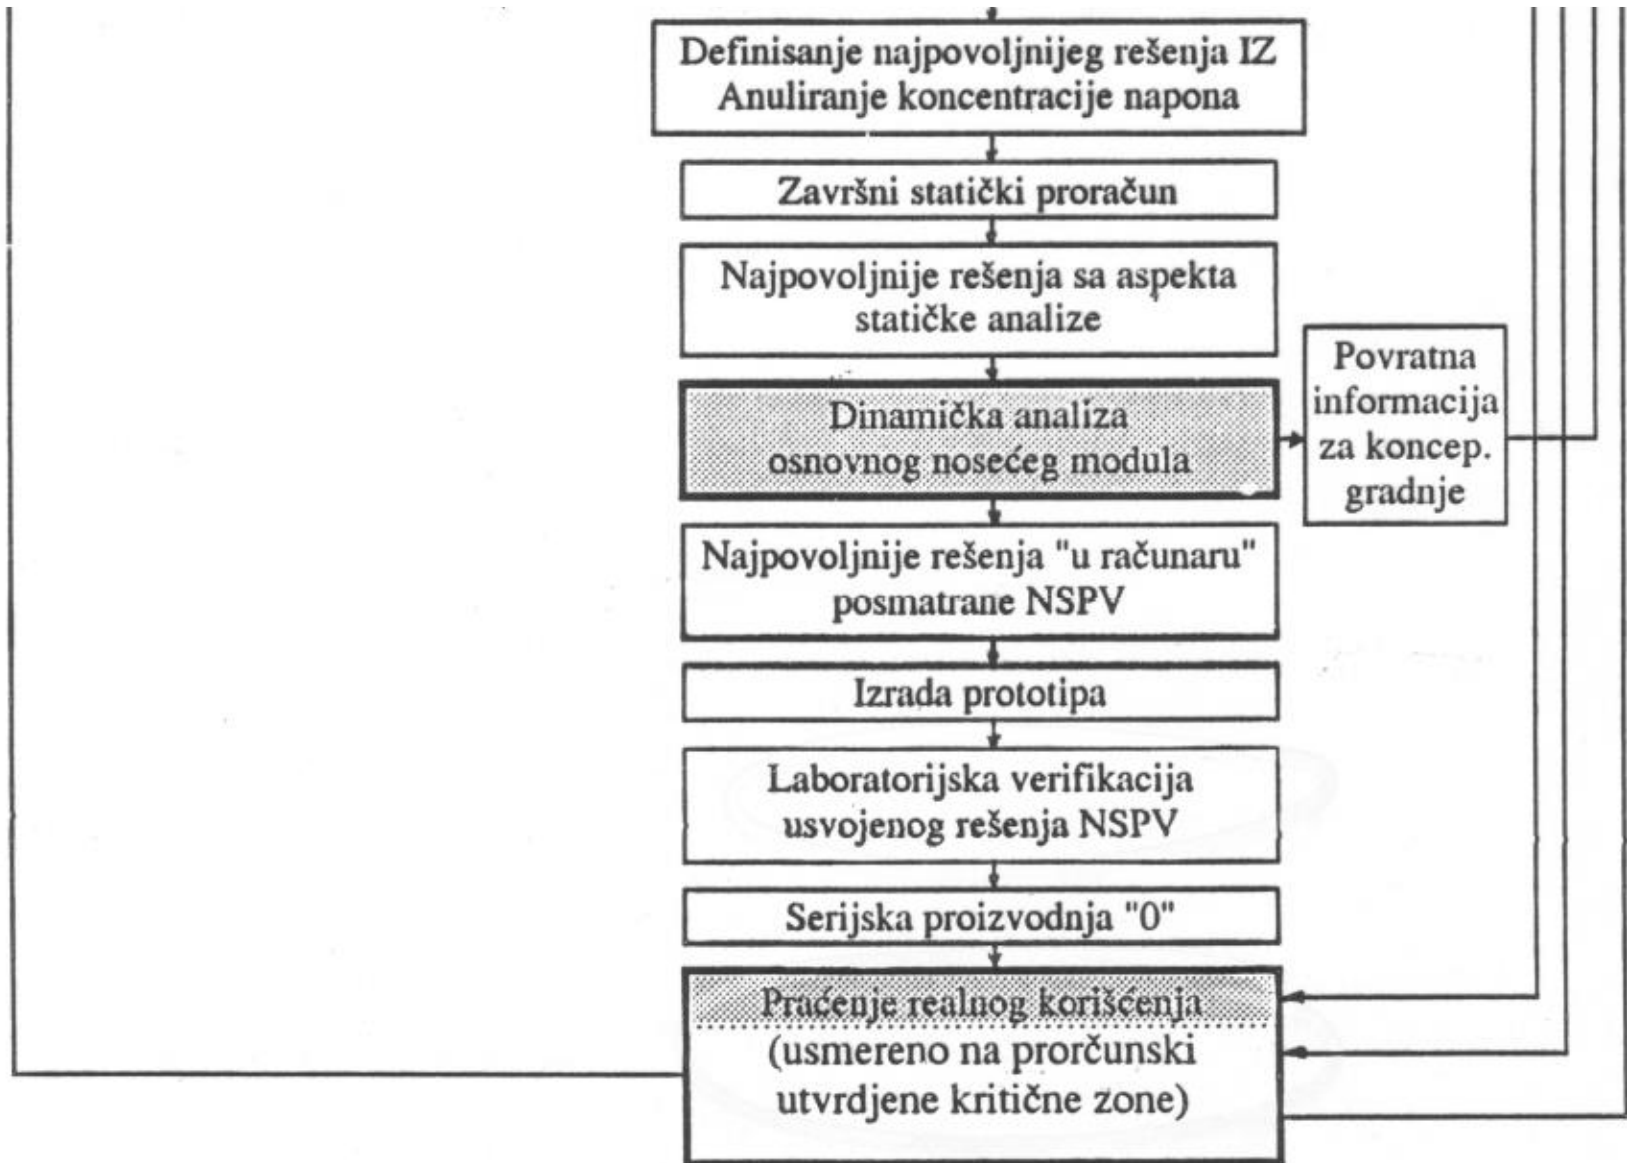 Definisanje najpovoljnijeg rešenja IZ
Anuliranje koncentracije napona
Završni statički proračun
Najpovoljnije rešenja sa aspekta
statičke analize
Dinamička analiza
osnovnog nosećeg modula
Povratna
informacija
za koncep.
gradnje
Najpovoljnije rešenja "u računaru"
posmatrane NSPV
Izrada prototipa
Laboratorijska verifikacija
usvojenog rešenja NSPV
Serijska proizvodnja "0"
Praćenje realnog korišćenja
(usmereno na prorčunski
utvrdjene kritične zone)